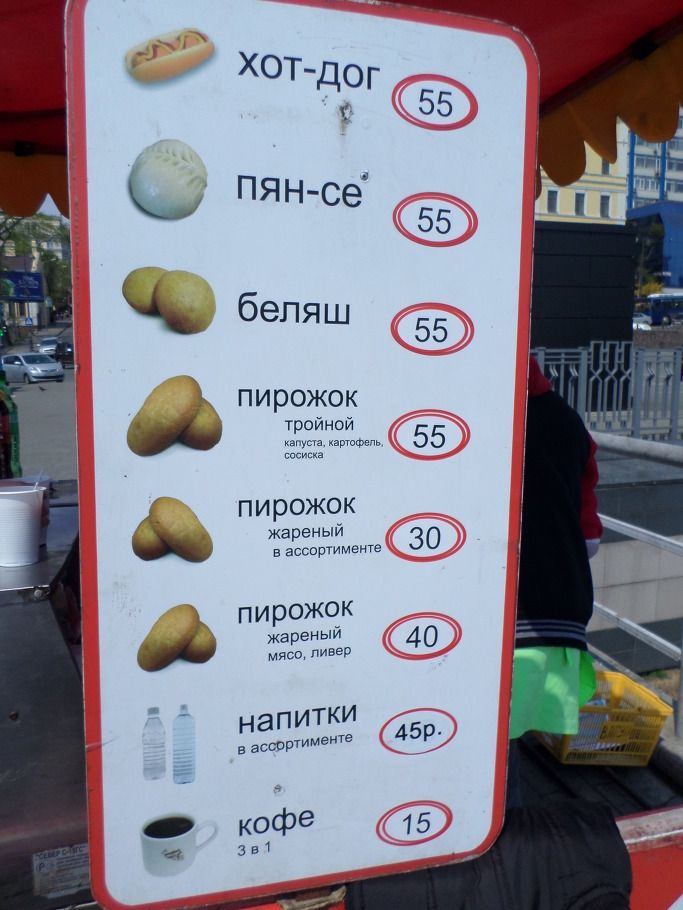 хот-дог 55
пян-се 55
беляш 55
пирожок
тройной
капуста, картофель,
сосиска
55
пирожок
жареный
в ассортименте
30
пирожок
жареный
мясо, ливер
40
напитки
в ассортименте
45р.
кофе
3 в 1
15